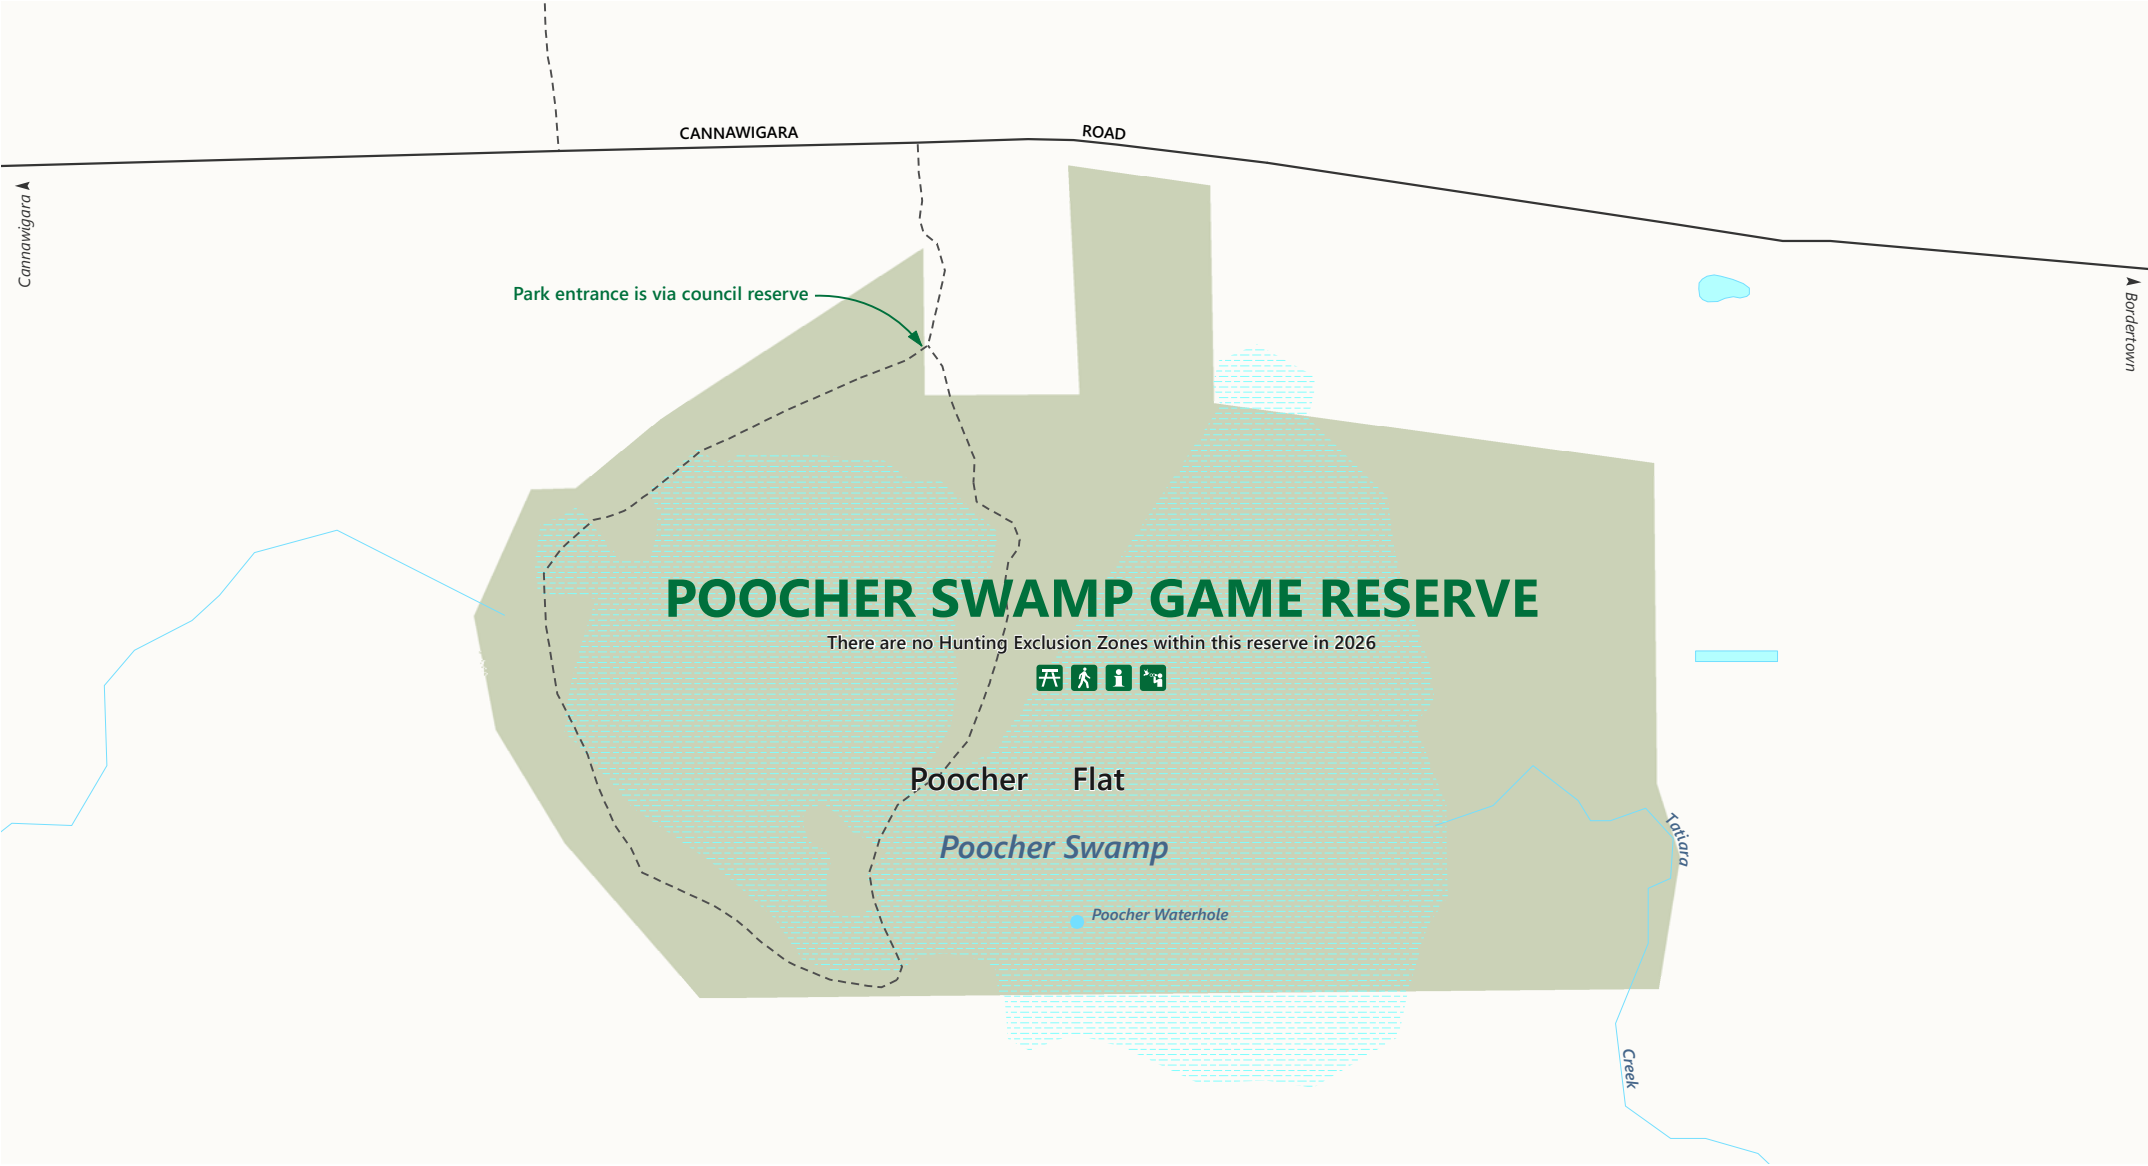 CANNAWIGARA ROAD
Cannawigara
Bordertown
Park entrance is via council reserve
POOCHER SWAMP GAME RESERVE
There are no Hunting Exclusion Zones within this reserve in 2026
Poocher Flat
Poocher Swamp
Poocher Waterhole
Tatiara
Creek